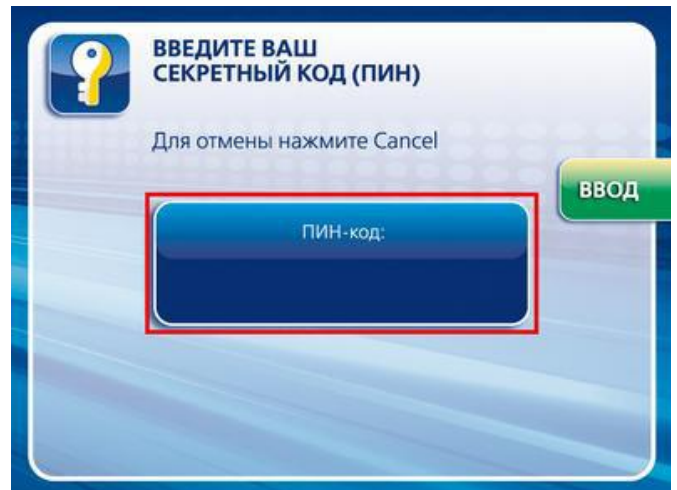 ВВЕДИТЕ ВАШ
СЕКРЕТНЫЙ КОД (ПИН)
Для отмены нажмите Cancel
ВВОД
ПИН-код: